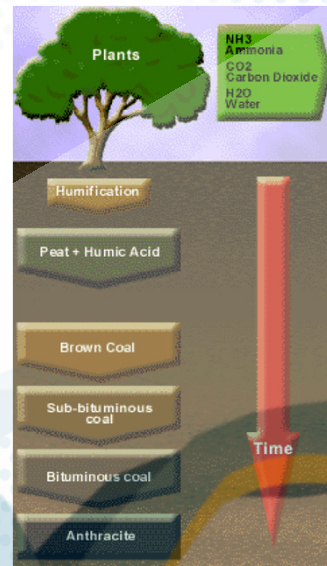 Plants
NH3
Ammonia
CO2
Carbon Dioxide
H2O
Water
Humification
Peat + Humic Acid
Brown Coal
Sub-bituminous
coal
Time
Bituminous coal
Anthracite